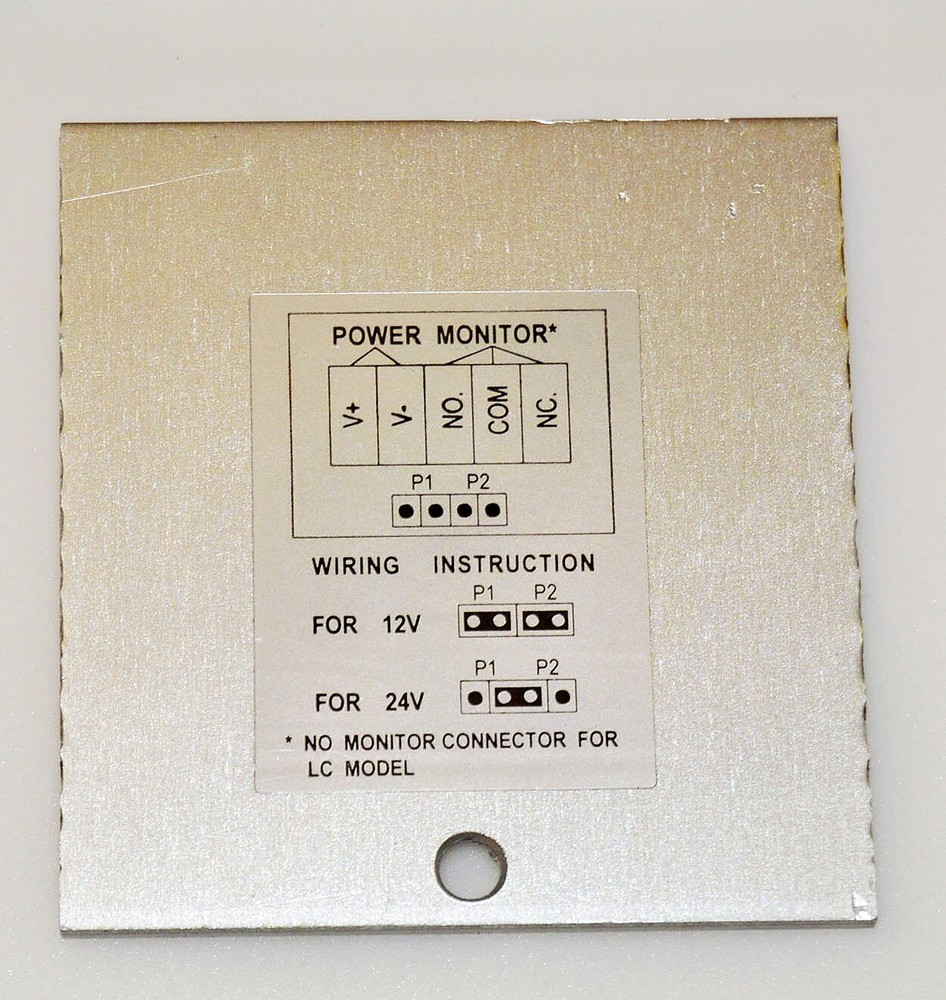 POWER MONITOR*
V+ V- NO. COM NC.
P1 P2
WIRING INSTRUCTION
P1 P2
FOR 12V
P1 P2
FOR 24V
* NO MONITOR CONNECTOR FOR
LC MODEL